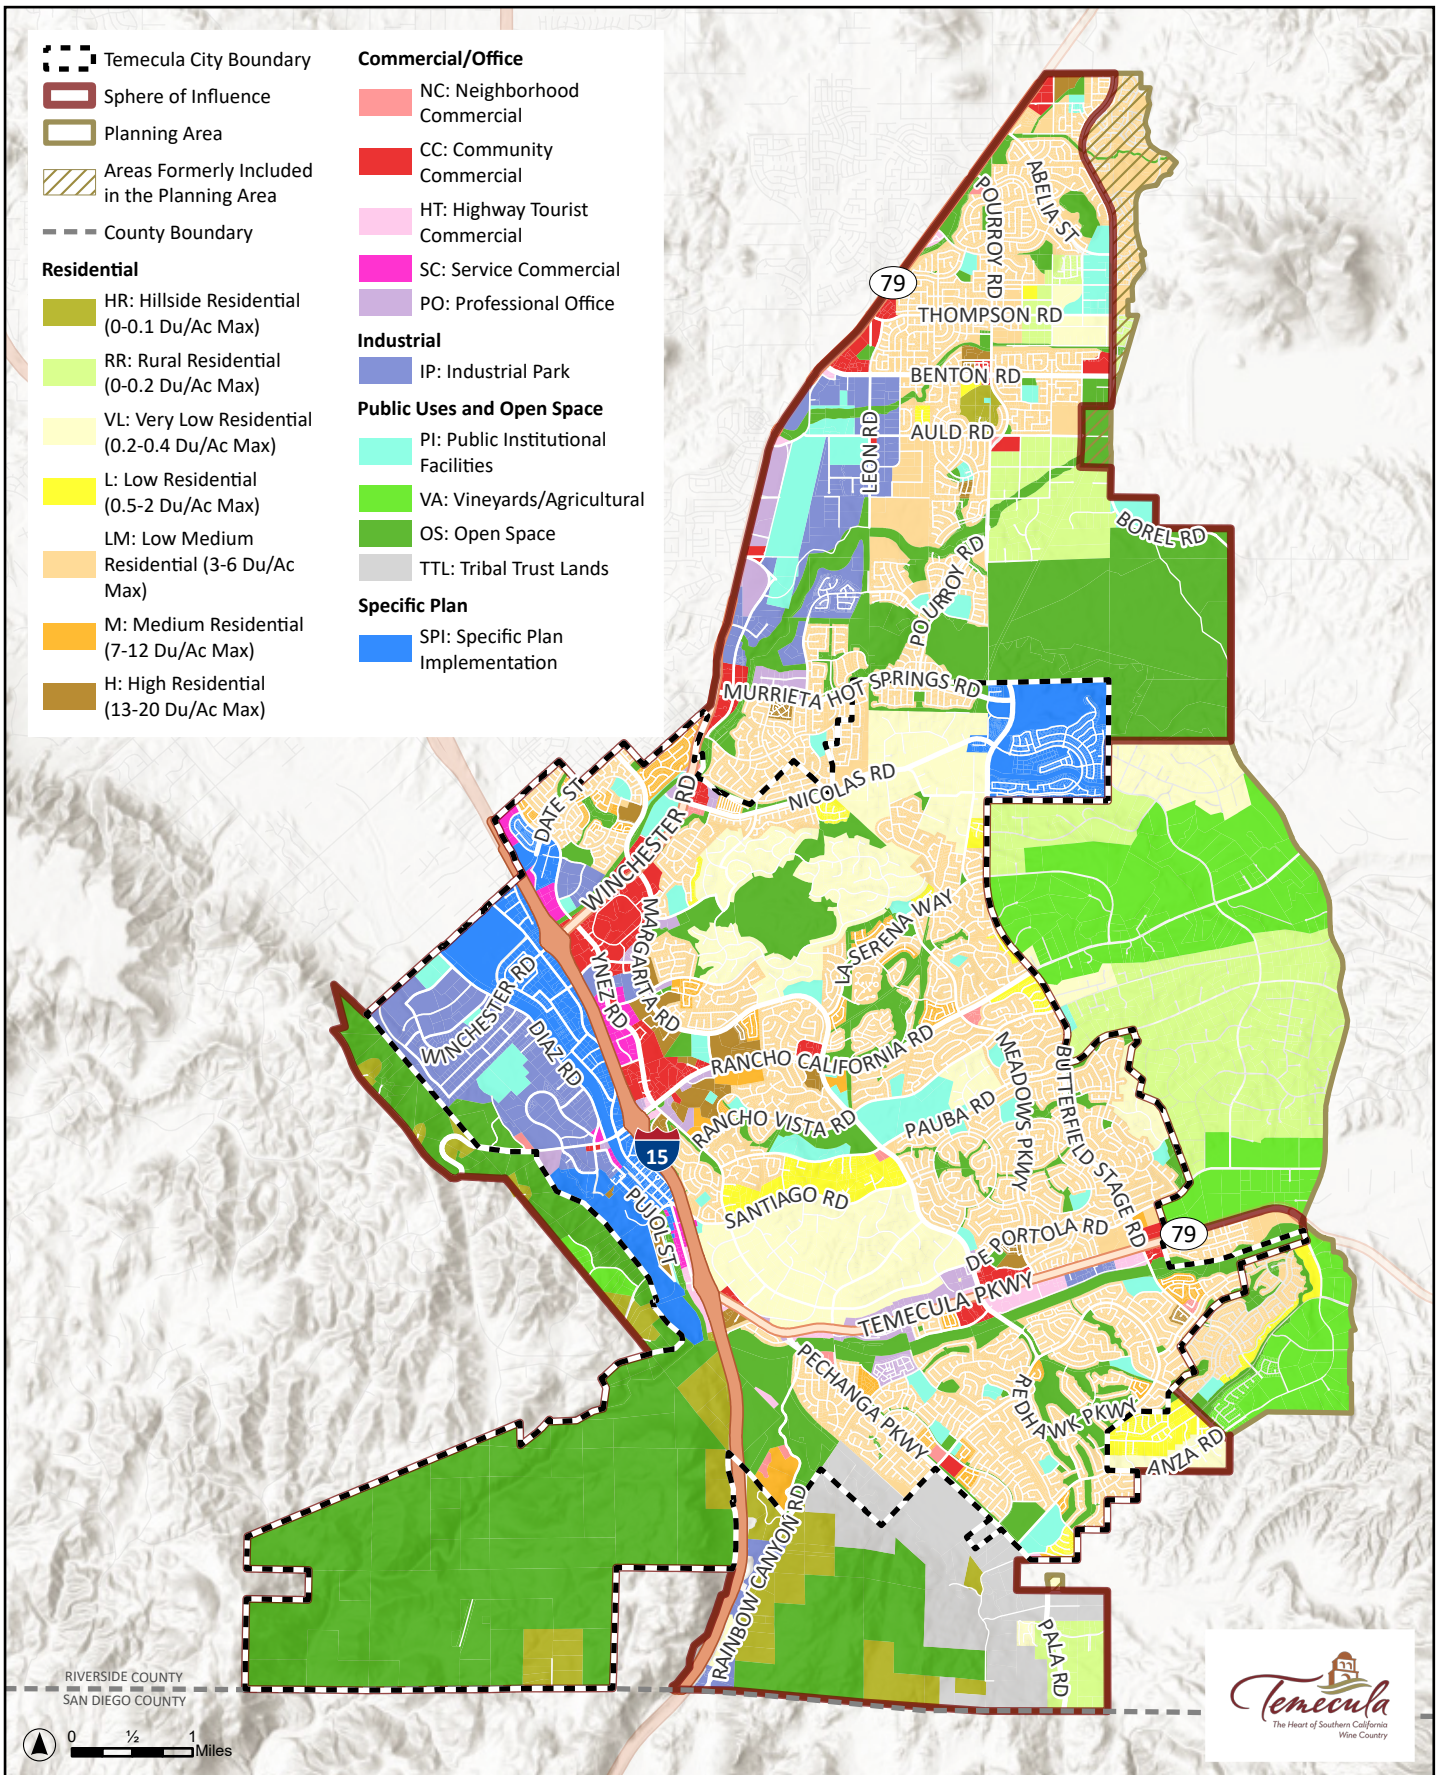 Temecula City Boundary
Sphere of Influence
Planning Area
Areas Formerly Included
in the Planning Area
County Boundary
Residential
HR: Hillside Residential
(0-0.1 Du/Ac Max)
RR: Rural Residential
(0-0.2 Du/Ac Max)
VL: Very Low Residential
(0.2-0.4 Du/Ac Max)
L: Low Residential
(0.5-2 Du/Ac Max)
LM: Low Medium
Residential (3-6 Du/Ac
Max)
M: Medium Residential
(7-12 Du/Ac Max)
H: High Residential
(13-20 Du/Ac Max)
Commercial/Office
NC: Neighborhood
Commercial
CC: Community
Commercial
HT: Highway Tourist
Commercial
SC: Service Commercial
PO: Professional Office
Industrial
IP: Industrial Park
Public Uses and Open Space
PI: Public Institutional
Facilities
VA: Vineyards/Agricultural
OS: Open Space
TTL: Tribal Trust Lands
Specific Plan
SPI: Specific Plan
Implementation
ABELIA ST
POURROY RD
79
THOMPSON RD
BENTON RD
LEON RD
AULD RD
BOREL RD
POURROY RD
MURRIETA HOT SPRINGS RD
NICOLAS RD
DATE ST
WINCHESTER RD
MARGARITA RD
LA SERENA WAY
YNEZ RD
WINCHESTER RD
DIAZ RD
RANCHO CALIFORNIA RD
MEADOWS PKWY
BUTTERFIELD STAGE RD
RANCHO VISTA RD
PAUBA RD
15
PUJOL ST
SANTIAGO RD
DE PORTOLA RD
79
TEMECULA PKWY
PECHANGA PKWY
REDHAWK PKWY
ANZA RD
RAINBOW CANYON RD
PALA RD
RIVERSIDE COUNTY
SAN DIEGO COUNTY
0 ½ 1
Miles
Temecula
The Heart of Southern California
Wine Country